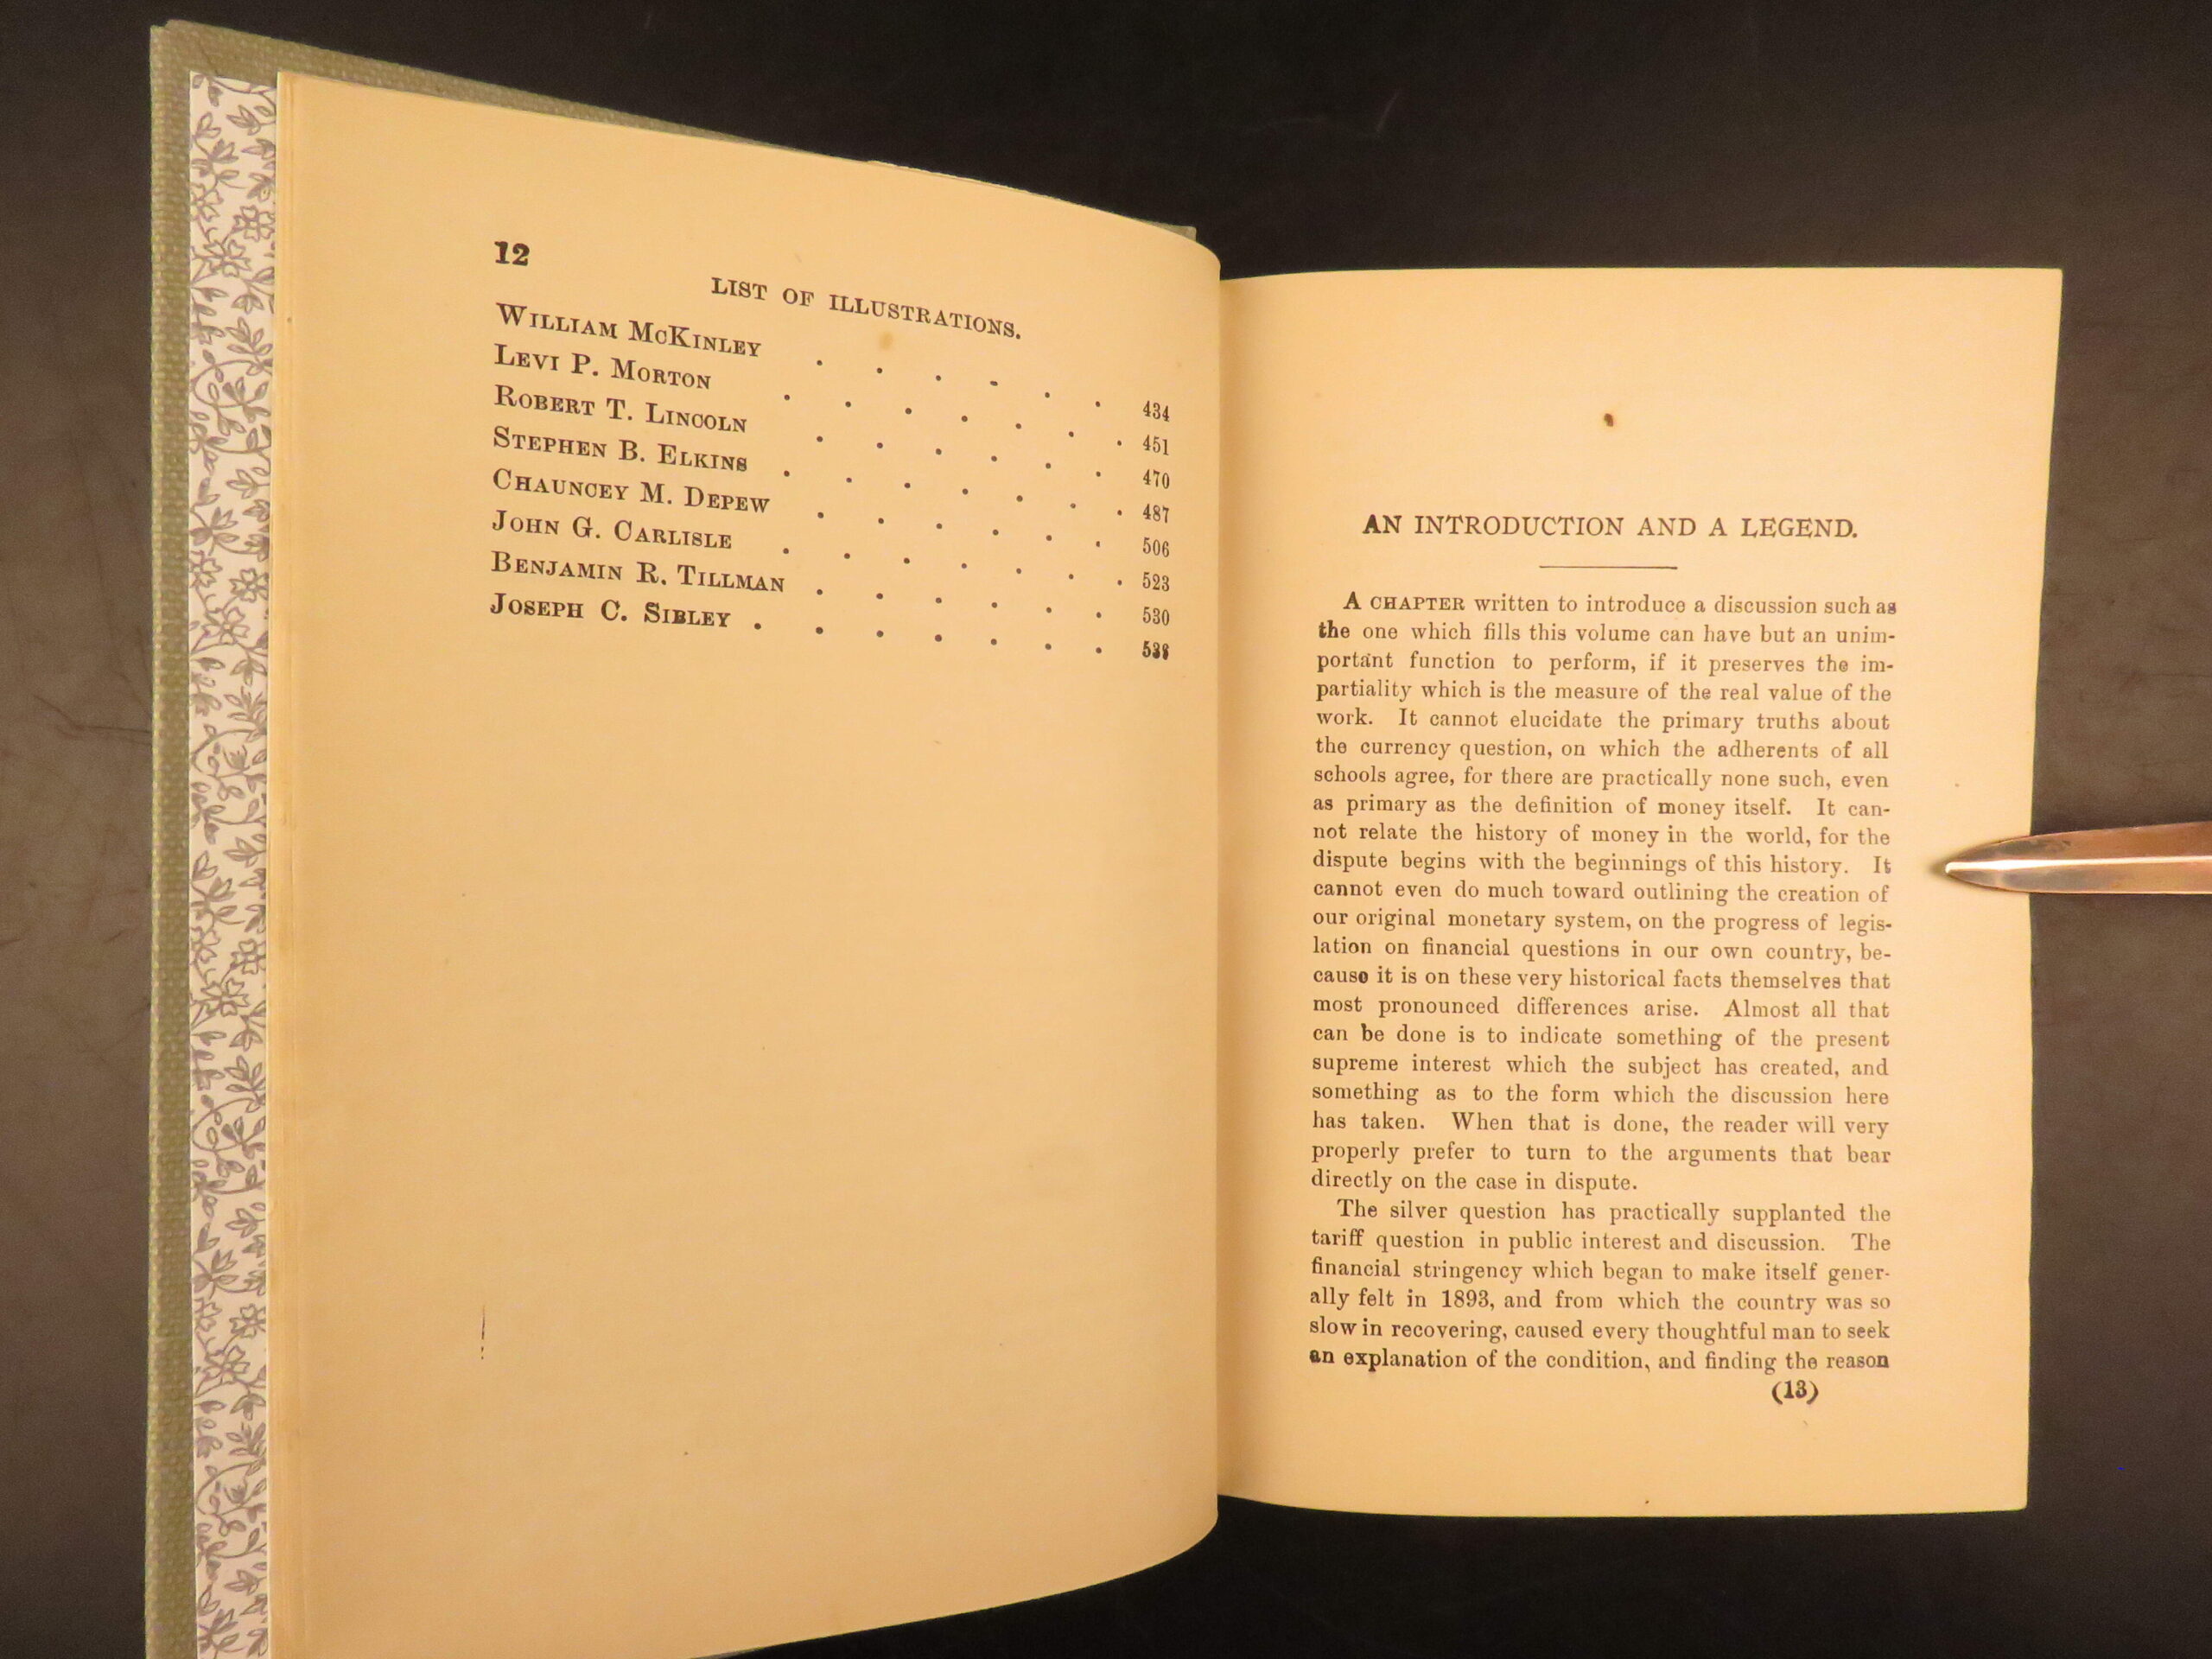 12
LIST OF ILLUSTRATIONS.
WILLIAM MCKINLEY . . . . . . 434
LEVI P. MORTON . . . . . . . 451
ROBERT T. LINCOLN . . . . . . 470
STEPHEN B. ELKINS . . . . . . . 487
CHAUNCEY M. DEPEW . . . . . . 506
JOHN G. CARLISLE . . . . . . . 523
BENJAMIN R. TILLMAN . . . . . . 530
JOSEPH C. SIBLEY . . . . . . .
AN INTRODUCTION AND A LEGEND.
A CHAPTER written to introduce a discussion such as
the one which fills this volume can have but an unim-
portant function to perform, if it preserves the im-
partiality which is the measure of the real value of the
work. It cannot elucidate the primary truths about
the currency question, on which the adherents of all
schools agree, for there are practically none such, even
as primary as the definition of money itself. It can-
not relate the history of money in the world, for the
dispute begins with the beginnings of this history. It
cannot even do much toward outlining the creation of
our original monetary system, on the progress of legis-
lation on financial questions in our own country, be-
cause it is on these very historical facts themselves that
most pronounced differences arise. Almost all that
can be done is to indicate something of the present
supreme interest which the subject has created, and
something as to the form which the discussion here
has taken. When that is done, the reader will very
properly prefer to turn to the arguments that bear
directly on the case in dispute.
The silver question has practically supplanted the
tariff question in public interest and discussion. The
financial stringency which began to make itself gener-
ally felt in 1893, and from which the country was so
slow in recovering, caused every thoughtful man to seek
an explanation of the condition, and finding the reason
(13)